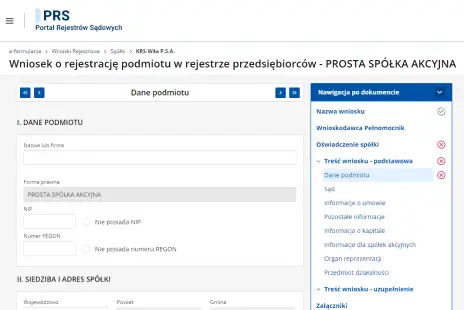 PRS
Portal Rejestrów Sądowych
e-formularze > Wnioski Rejestrowe > Spółki > KRS-W4a P.S.A.
Wniosek o rejestrację podmiotu w rejestrze przedsiębiorców - PROSTA SPÓŁKA AKCYJNA
Dane podmiotu
I. DANE PODMIOTU
Nazwa lub firma
Forma prawna
PROSTA SPÓŁKA AKCYJNA
NIP
Nie posiada NIP
Numer REGON
Nie posiada numeru REGON
II. SIEDZIBA I ADRES SPÓŁKI
Województwo Powiat Gmina
Nawigacja po dokumencie
Nazwa wniosku
Wnioskodawca Pełnomocnik
Oświadczenie spółki
Treść wniosku - podstawowa
Dane podmiotu
Sąd
Informacje o umowie
Pozostałe informacje
Informacje o kapitale
Informacje dla spółek akcyjnych
Organ reprezentacji
Przedmiot działalności
Treść wniosku - uzupełnienie
Załączniki